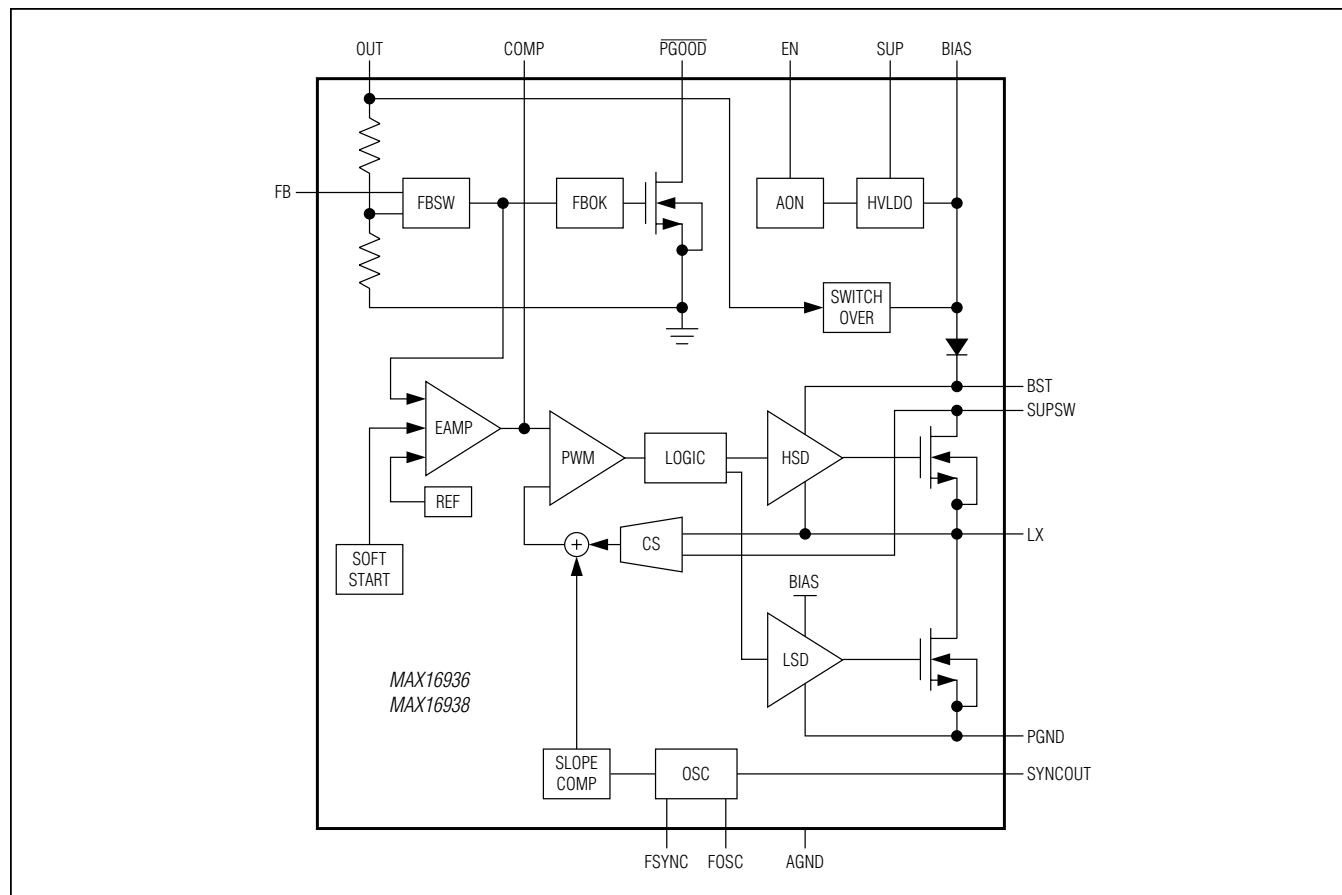 OUT
COMP
PGOOD
EN
SUP
BIAS
FB
FBSW
FBOK
AON
HVLDO
SWITCH
OVER
BST
SUPSW
EAMP
PWM
LOGIC
HSD
REF
SOFT
START
+
CS
LX
BIAS
LSD
MAX16936
MAX16938
PGND
SLOPE
COMP
OSC
SYNCOUT
FSYNC
FOSC
AGND